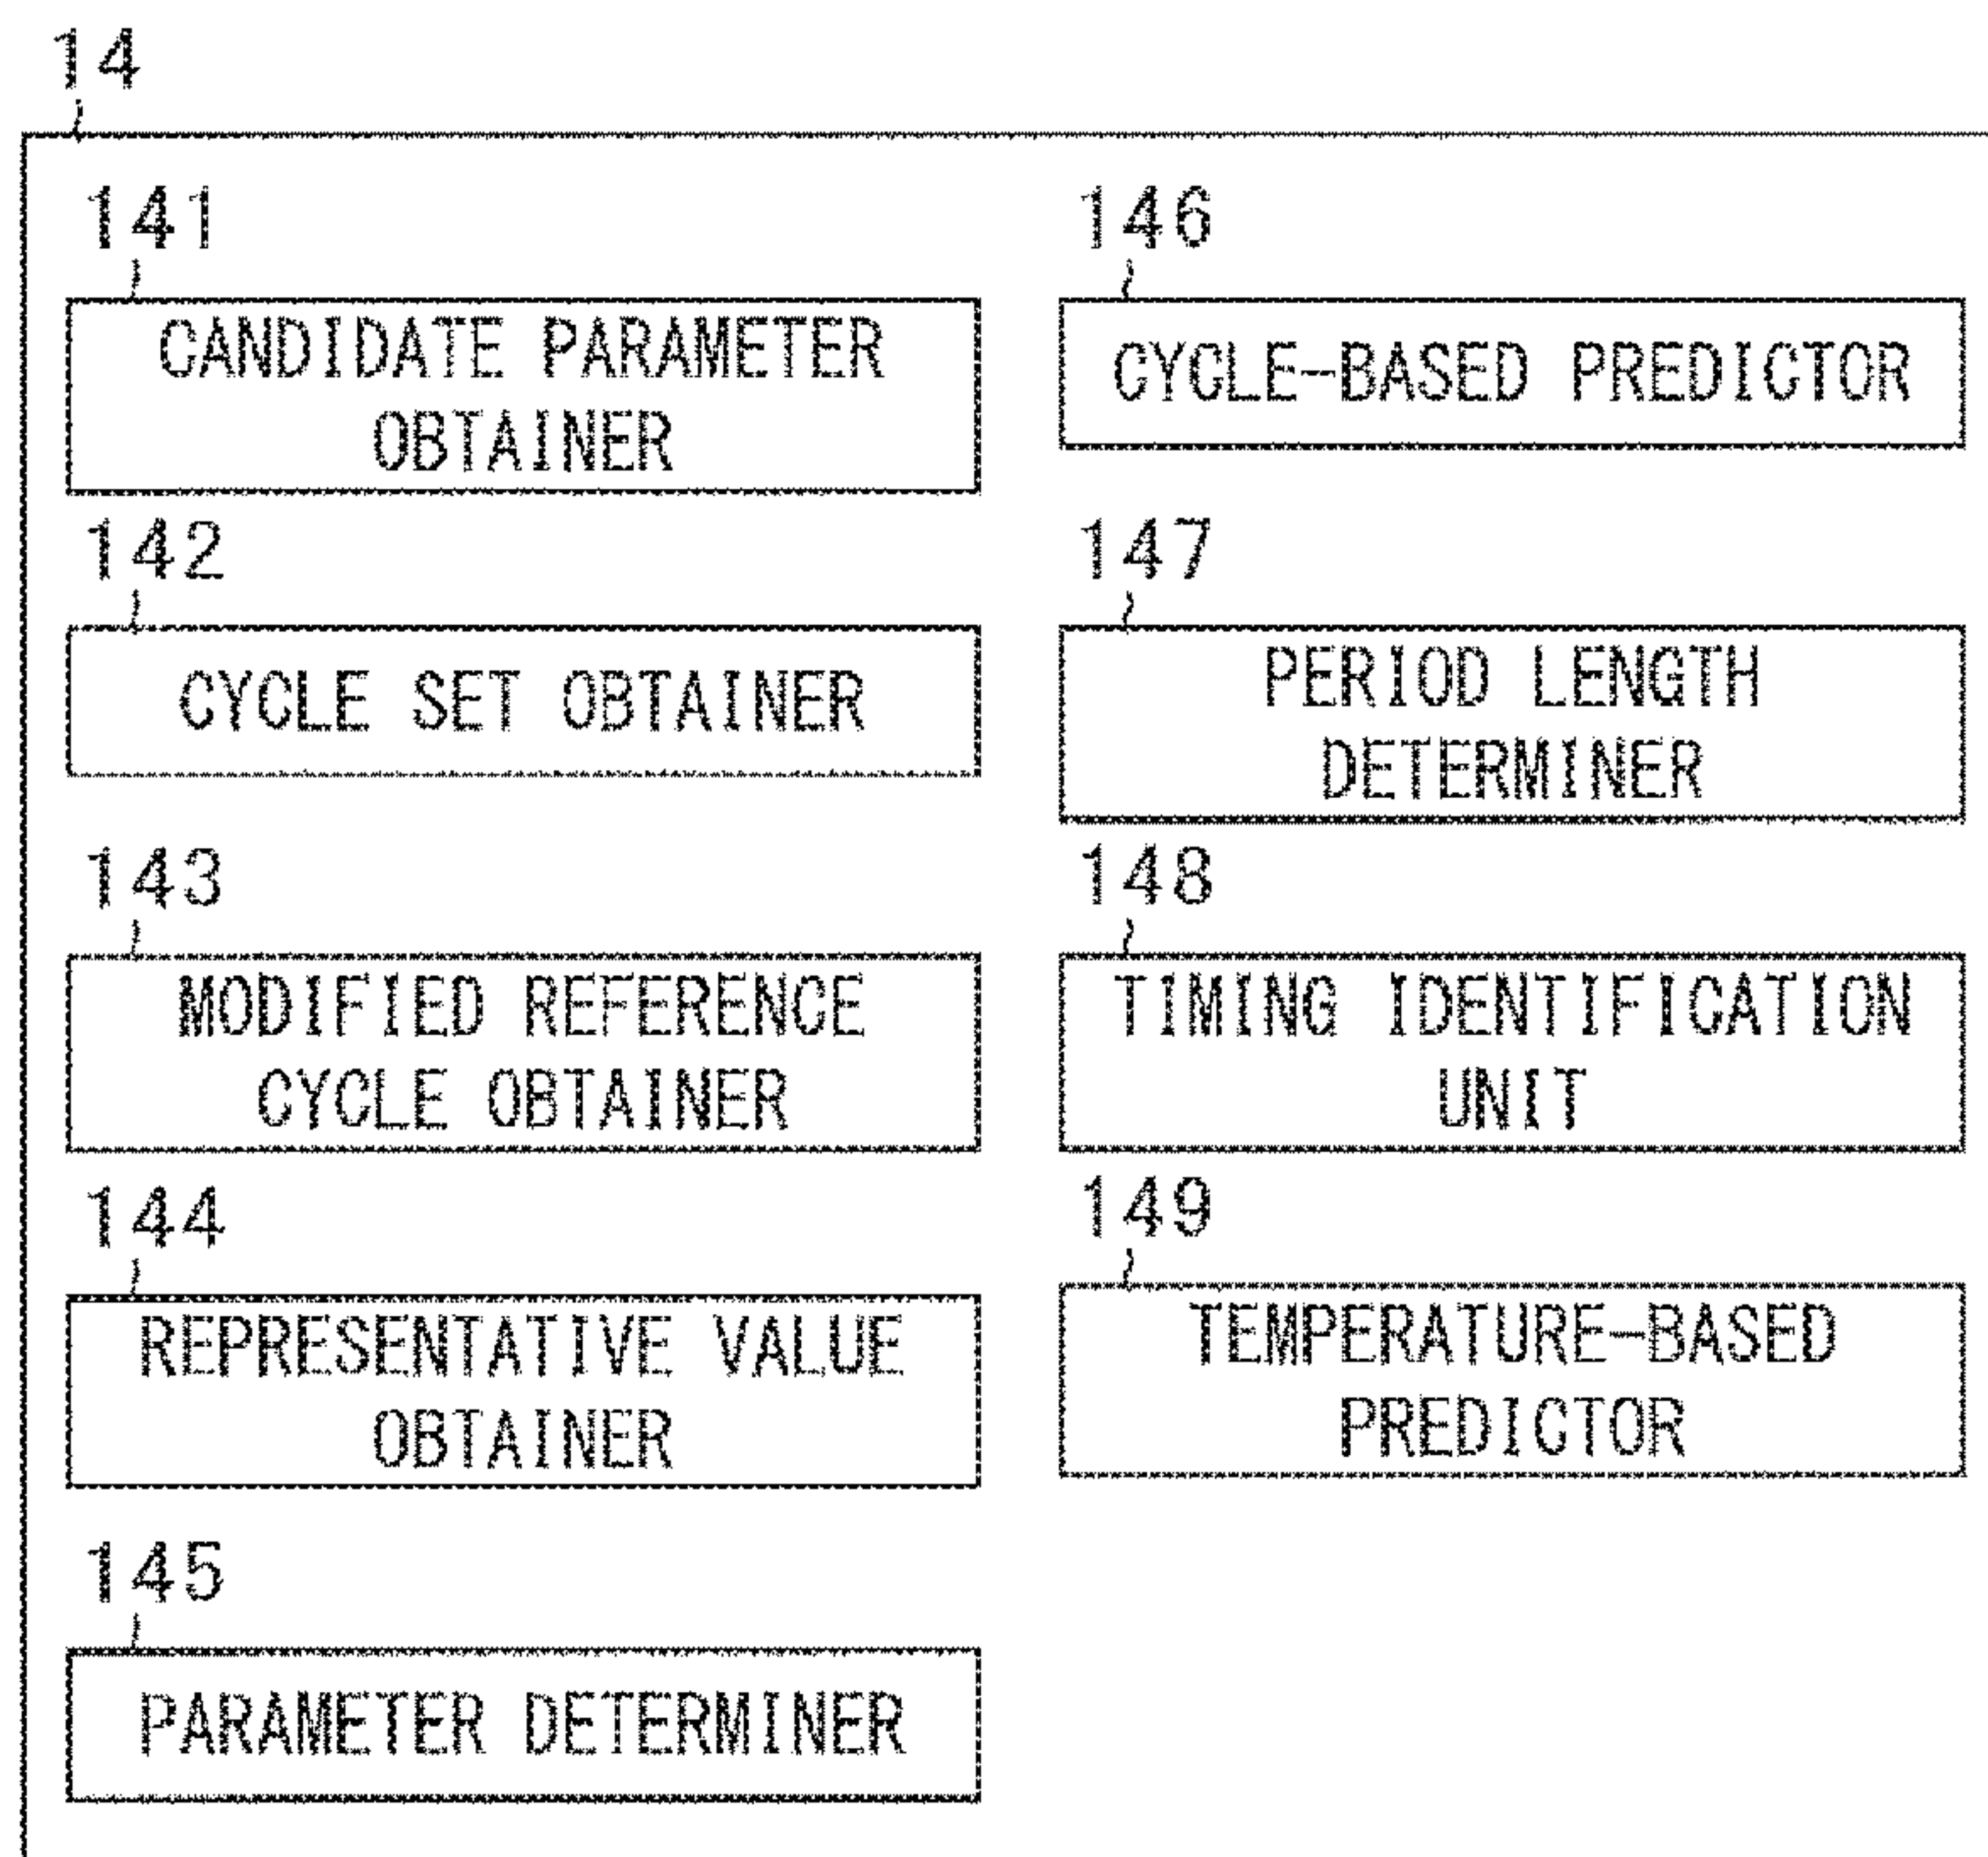 14
141
CANDIDATE PARAMETER
OBTAINER
142
CYCLE SET OBTAINER
143
MODIFIED REFERENCE
CYCLE OBTAINER
144
REPRESENTATIVE VALUE
OBTAINER
145
PARAMETER DETERMINER
146
CYCLE-BASED PREDICTOR
147
PERIOD LENGTH
DETERMINER
148
TIMING IDENTIFICATION
UNIT
149
TEMPERATURE-BASED
PREDICTOR